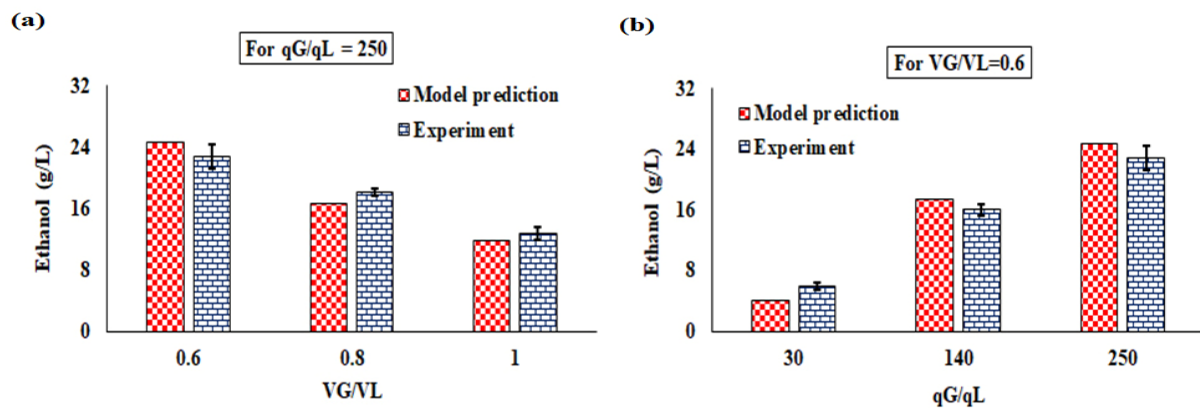 (a)
For qG/qL = 250
32
24
16
8
0
Ethanol (g/L)
Model prediction
Experiment
0.6 0.8 1
VG/VL
(b)
For VG/VL=0.6
32
24
16
8
0
Ethanol (g/L)
Model prediction
Experiment
30 140 250
qG/qL